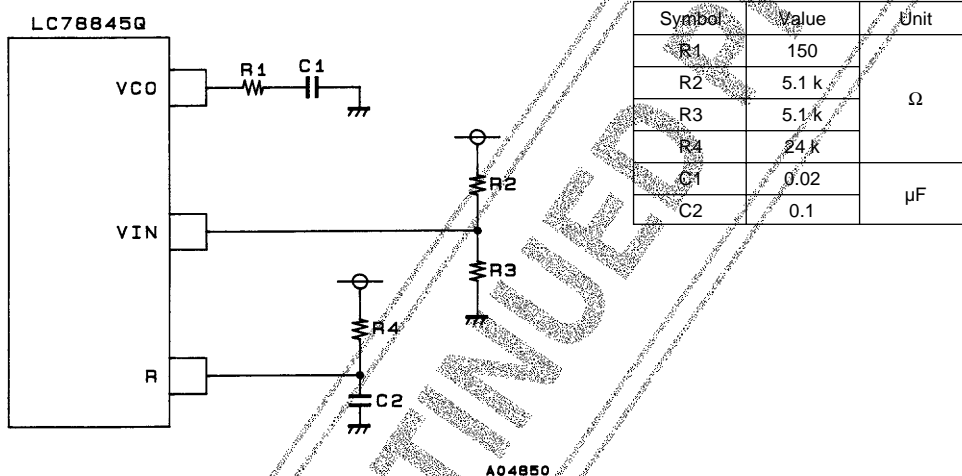 LC78845Q
VCO
R1
C1
VIN
R2
R3
R
R4
C2
A04850
Symbol Value Unit
R1 150 Ω
R2 5.1 k
R3 5.1 k
R4 24 k
C1 0.02 µF
C2 0.1
TINUED